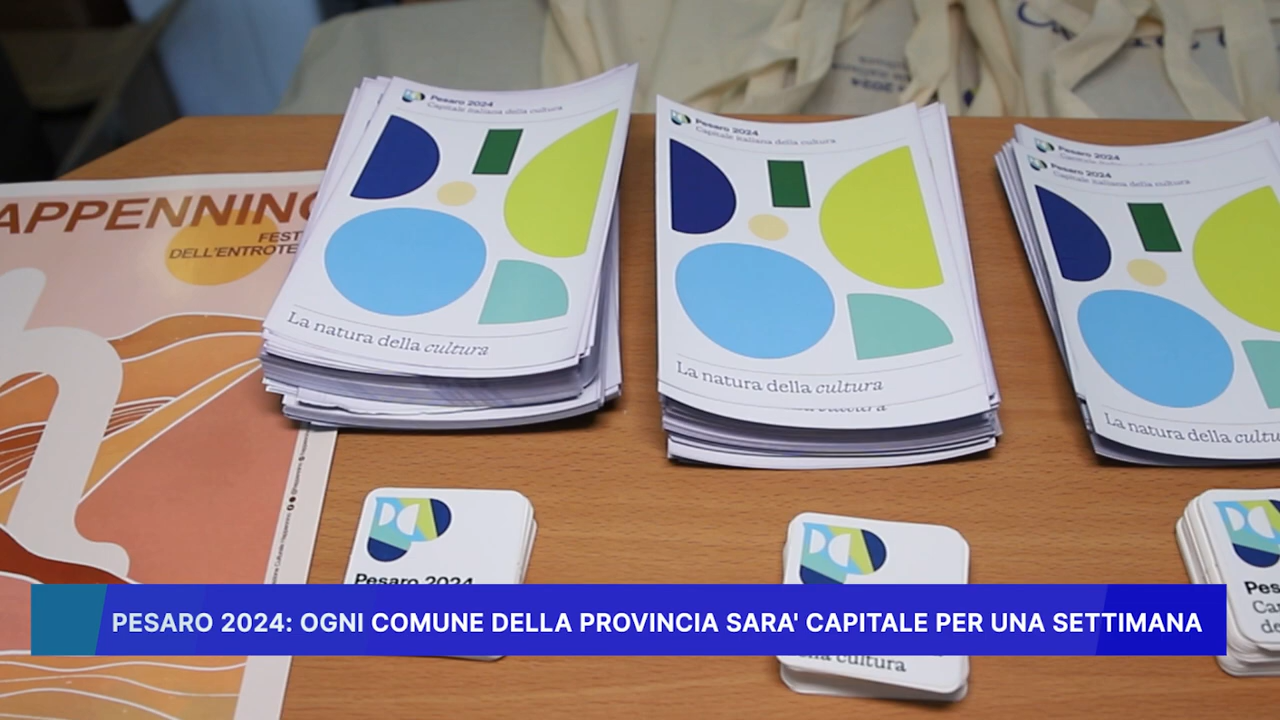 Pesaro 2024
Capitale italiana della cultura
Pesaro 2024
Capitale italiana della cultura
Pesaro 2024
Pesaro 2024
Capitale italiana della cultura
APPENNINO
FEST
DELL'ENTROTE
La natura della cultura
La natura della cultura
La natura della cultu
Pesaro 2024
Pes
Ca
de
PESARO 2024: OGNI COMUNE DELLA PROVINCIA SARA' CAPITALE PER UNA SETTIMANA
della cultura